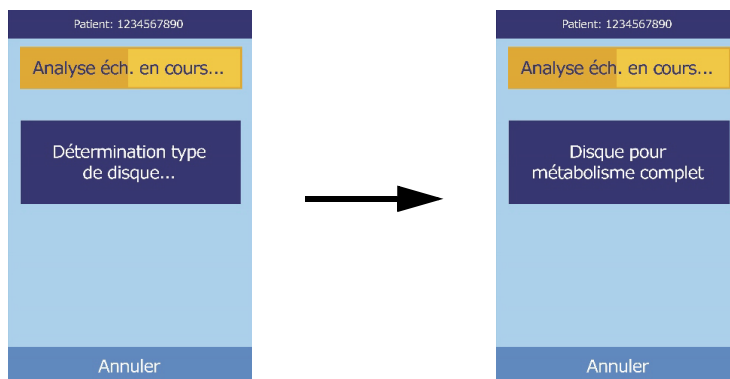 Patient: 1234567890
Analyse éch. en cours...
Détermination type
de disque...
Annuler
Patient: 1234567890
Analyse éch. en cours...
Disque pour
métabolisme complet
Annuler